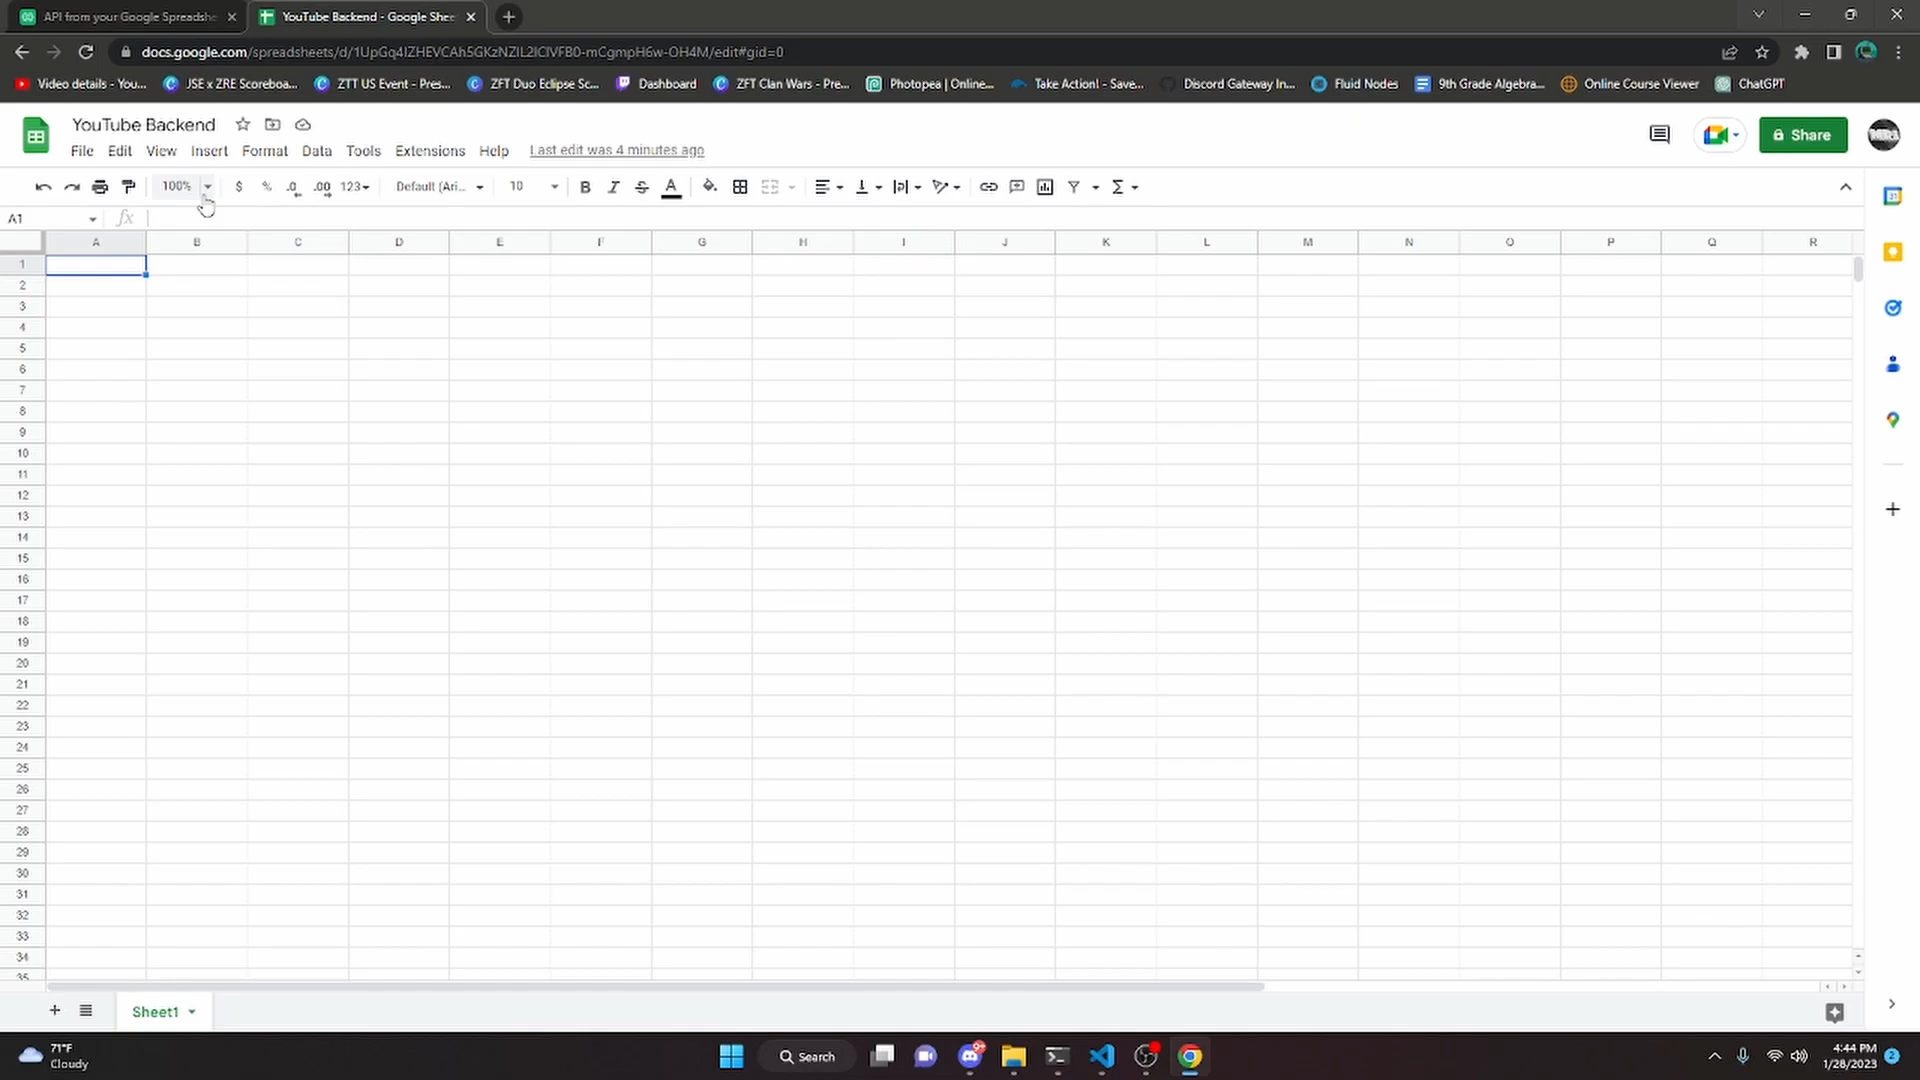 API from your Google Spreadshe
YouTube Backend - Google Shee
docs.google.com/spreadsheets/d/1UpGq4IZHEVCAh5GKzNZIL2ICIVFB0-mCgmpH6w-OH4M/edit#gid=0
Video details - You... JSE x ZRE Scoreboa... ZTT US Event - Pres... ZFT Duo Eclipse Sc... Dashboard ZFT Clan Wars - Pre... Photopea | Online... Take Action! - Save... Discord Gateway In... Fluid Nodes 9th Grade Algebra... Online Course Viewer ChatGPT
YouTube Backend
File Edit View Insert Format Data Tools Extensions Help Last edit was 4 minutes ago
Share
100% $ % .0 .00 123 Default (Ari... 10 B I S A
A1 fx
A B C D E F G H I J K L M N O P Q R
1
2
3
4
5
6
7
8
9
10
11
12
13
14
15
16
17
18
19
20
21
22
23
24
25
26
27
28
29
30
31
32
33
34
35
Sheet1
71°F
Cloudy
Search
9+
4:44 PM
1/28/2023
2